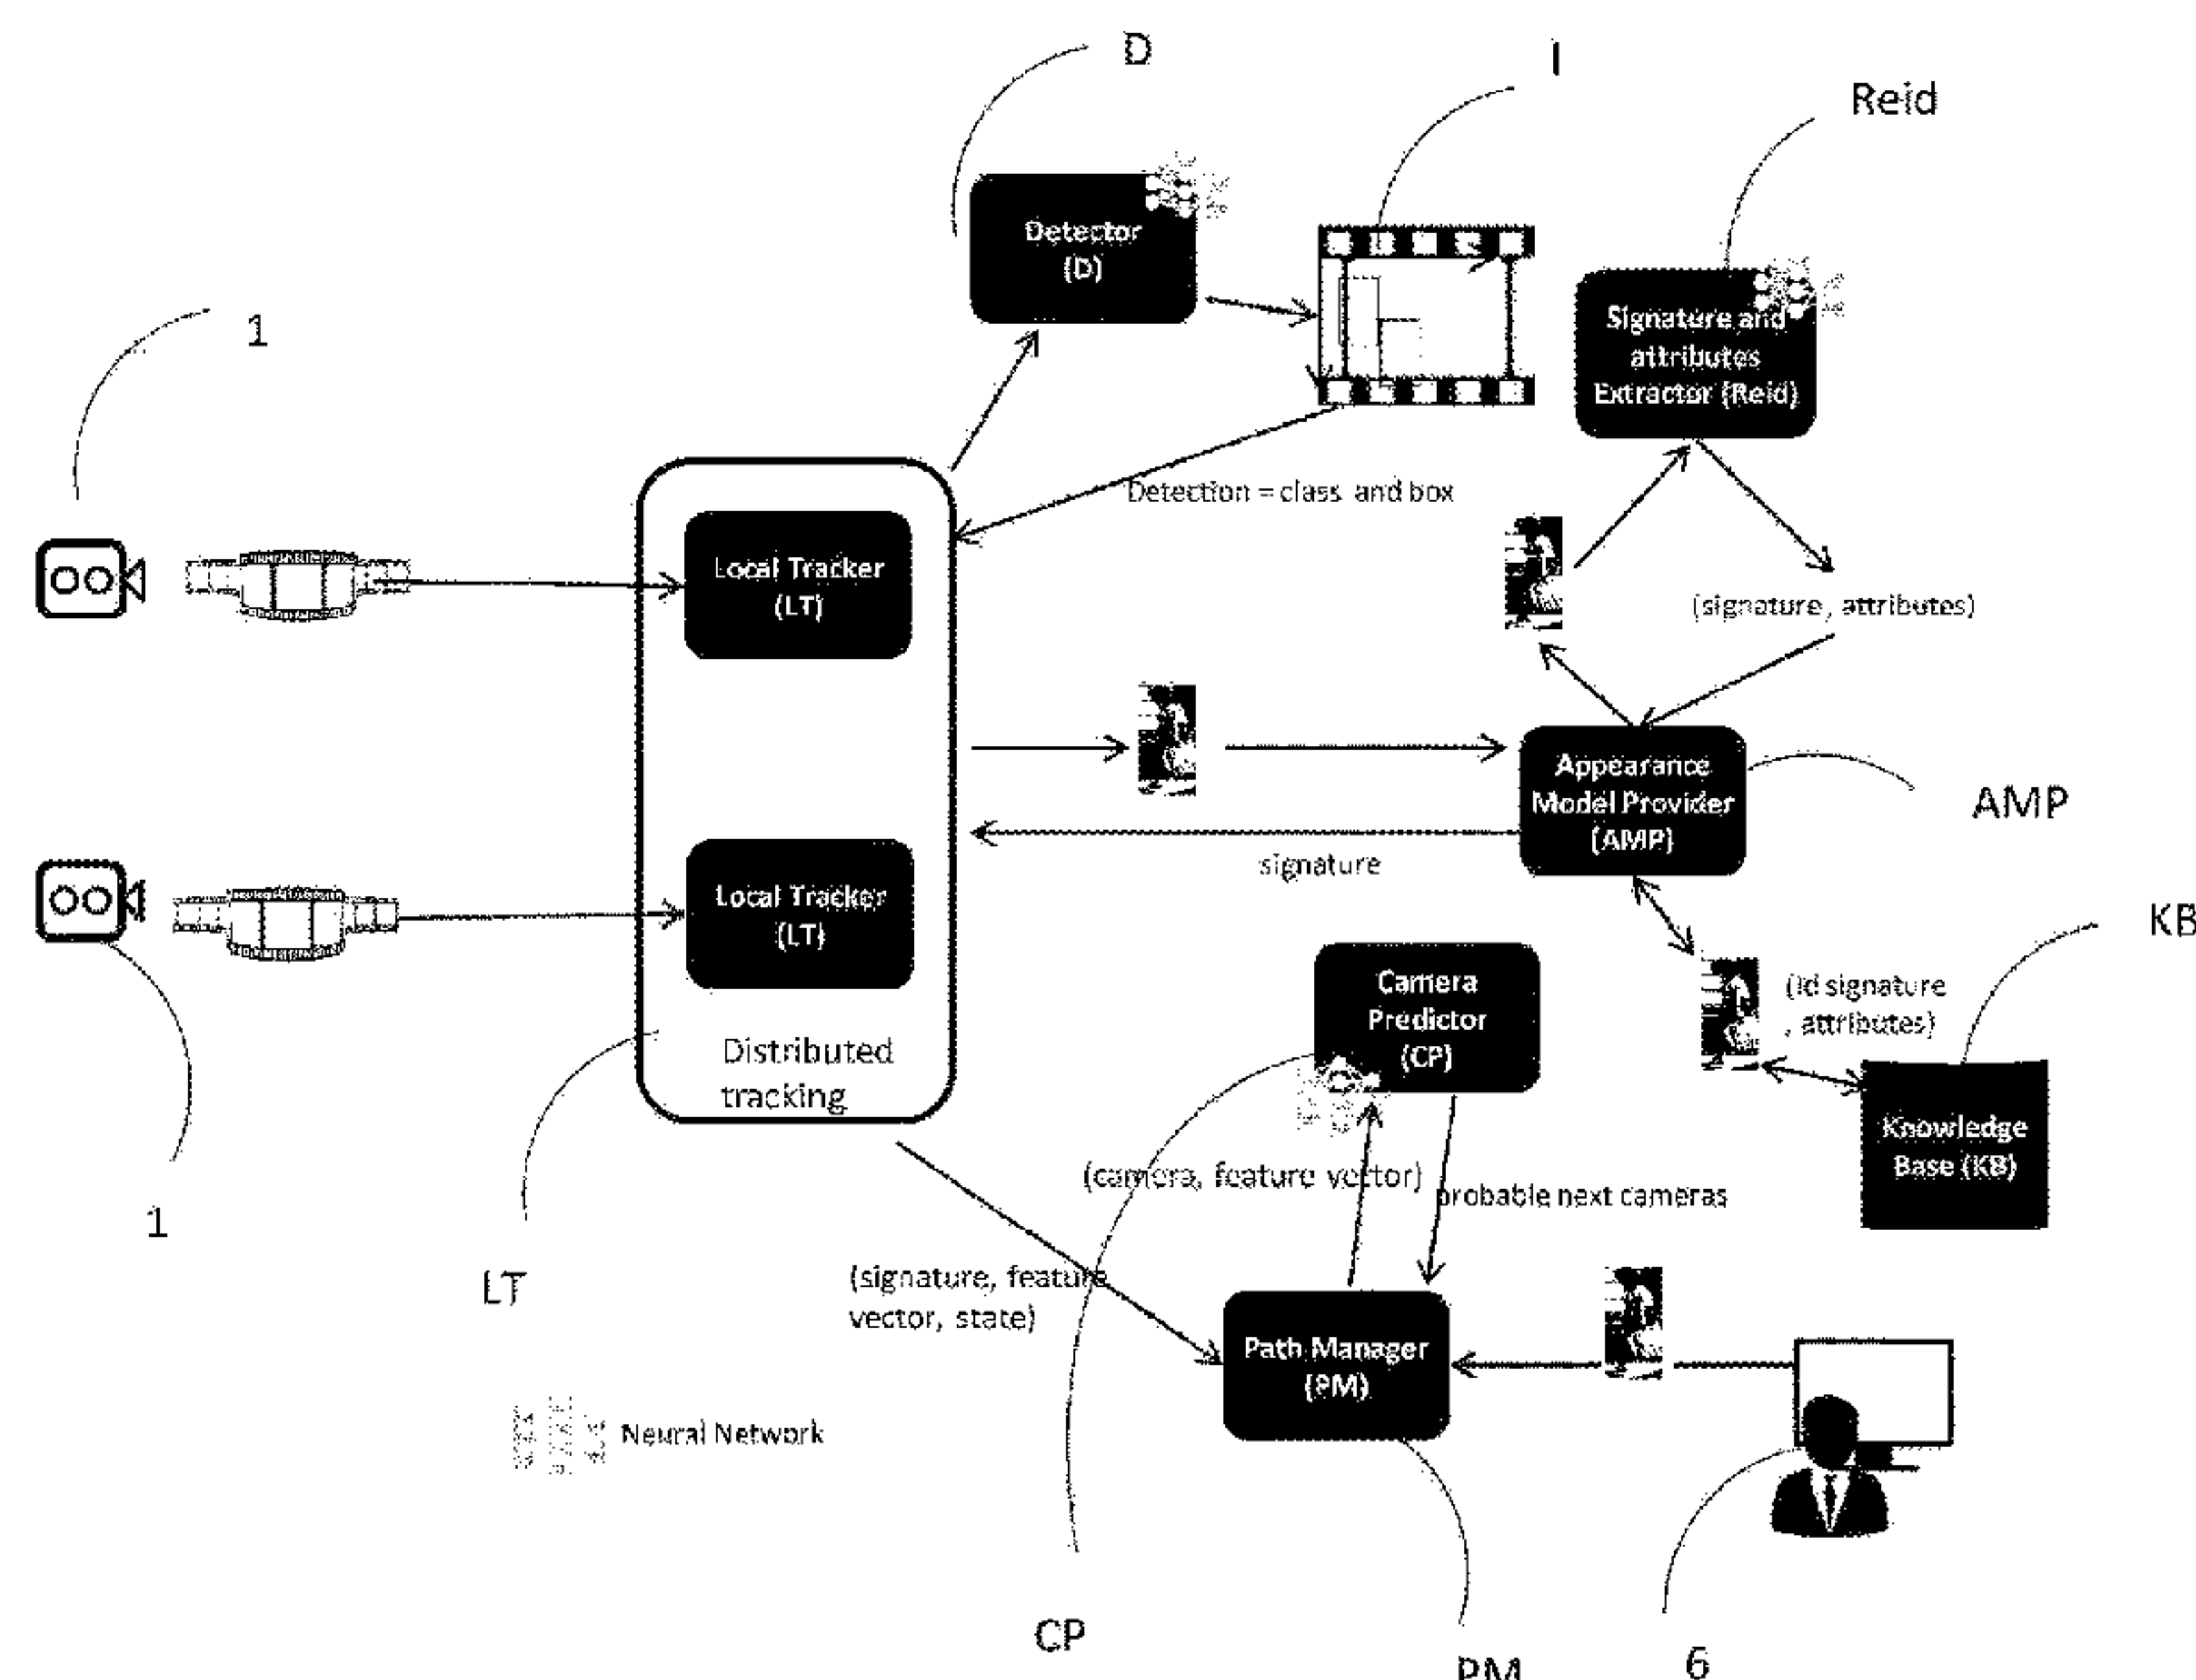 D
I
Reid
1
Detector
(D)
Signature and
attributes
Extractor (Reid)
Detection = class and box
Local Tracker
(LT)
(signature, attributes)
Appearance
Model Provider
(AMP)
AMP
signature
Local Tracker
(LT)
KB
Camera
Predictor
(CP)
(id signature
, attributes)
Distributed
tracking
Knowledge
Base (KB)
(camera, feature vector)
probable next cameras
1
LT
(signature, feature
vector, state)
Path Manager
(PM)
Neural Network
CP
PM
6